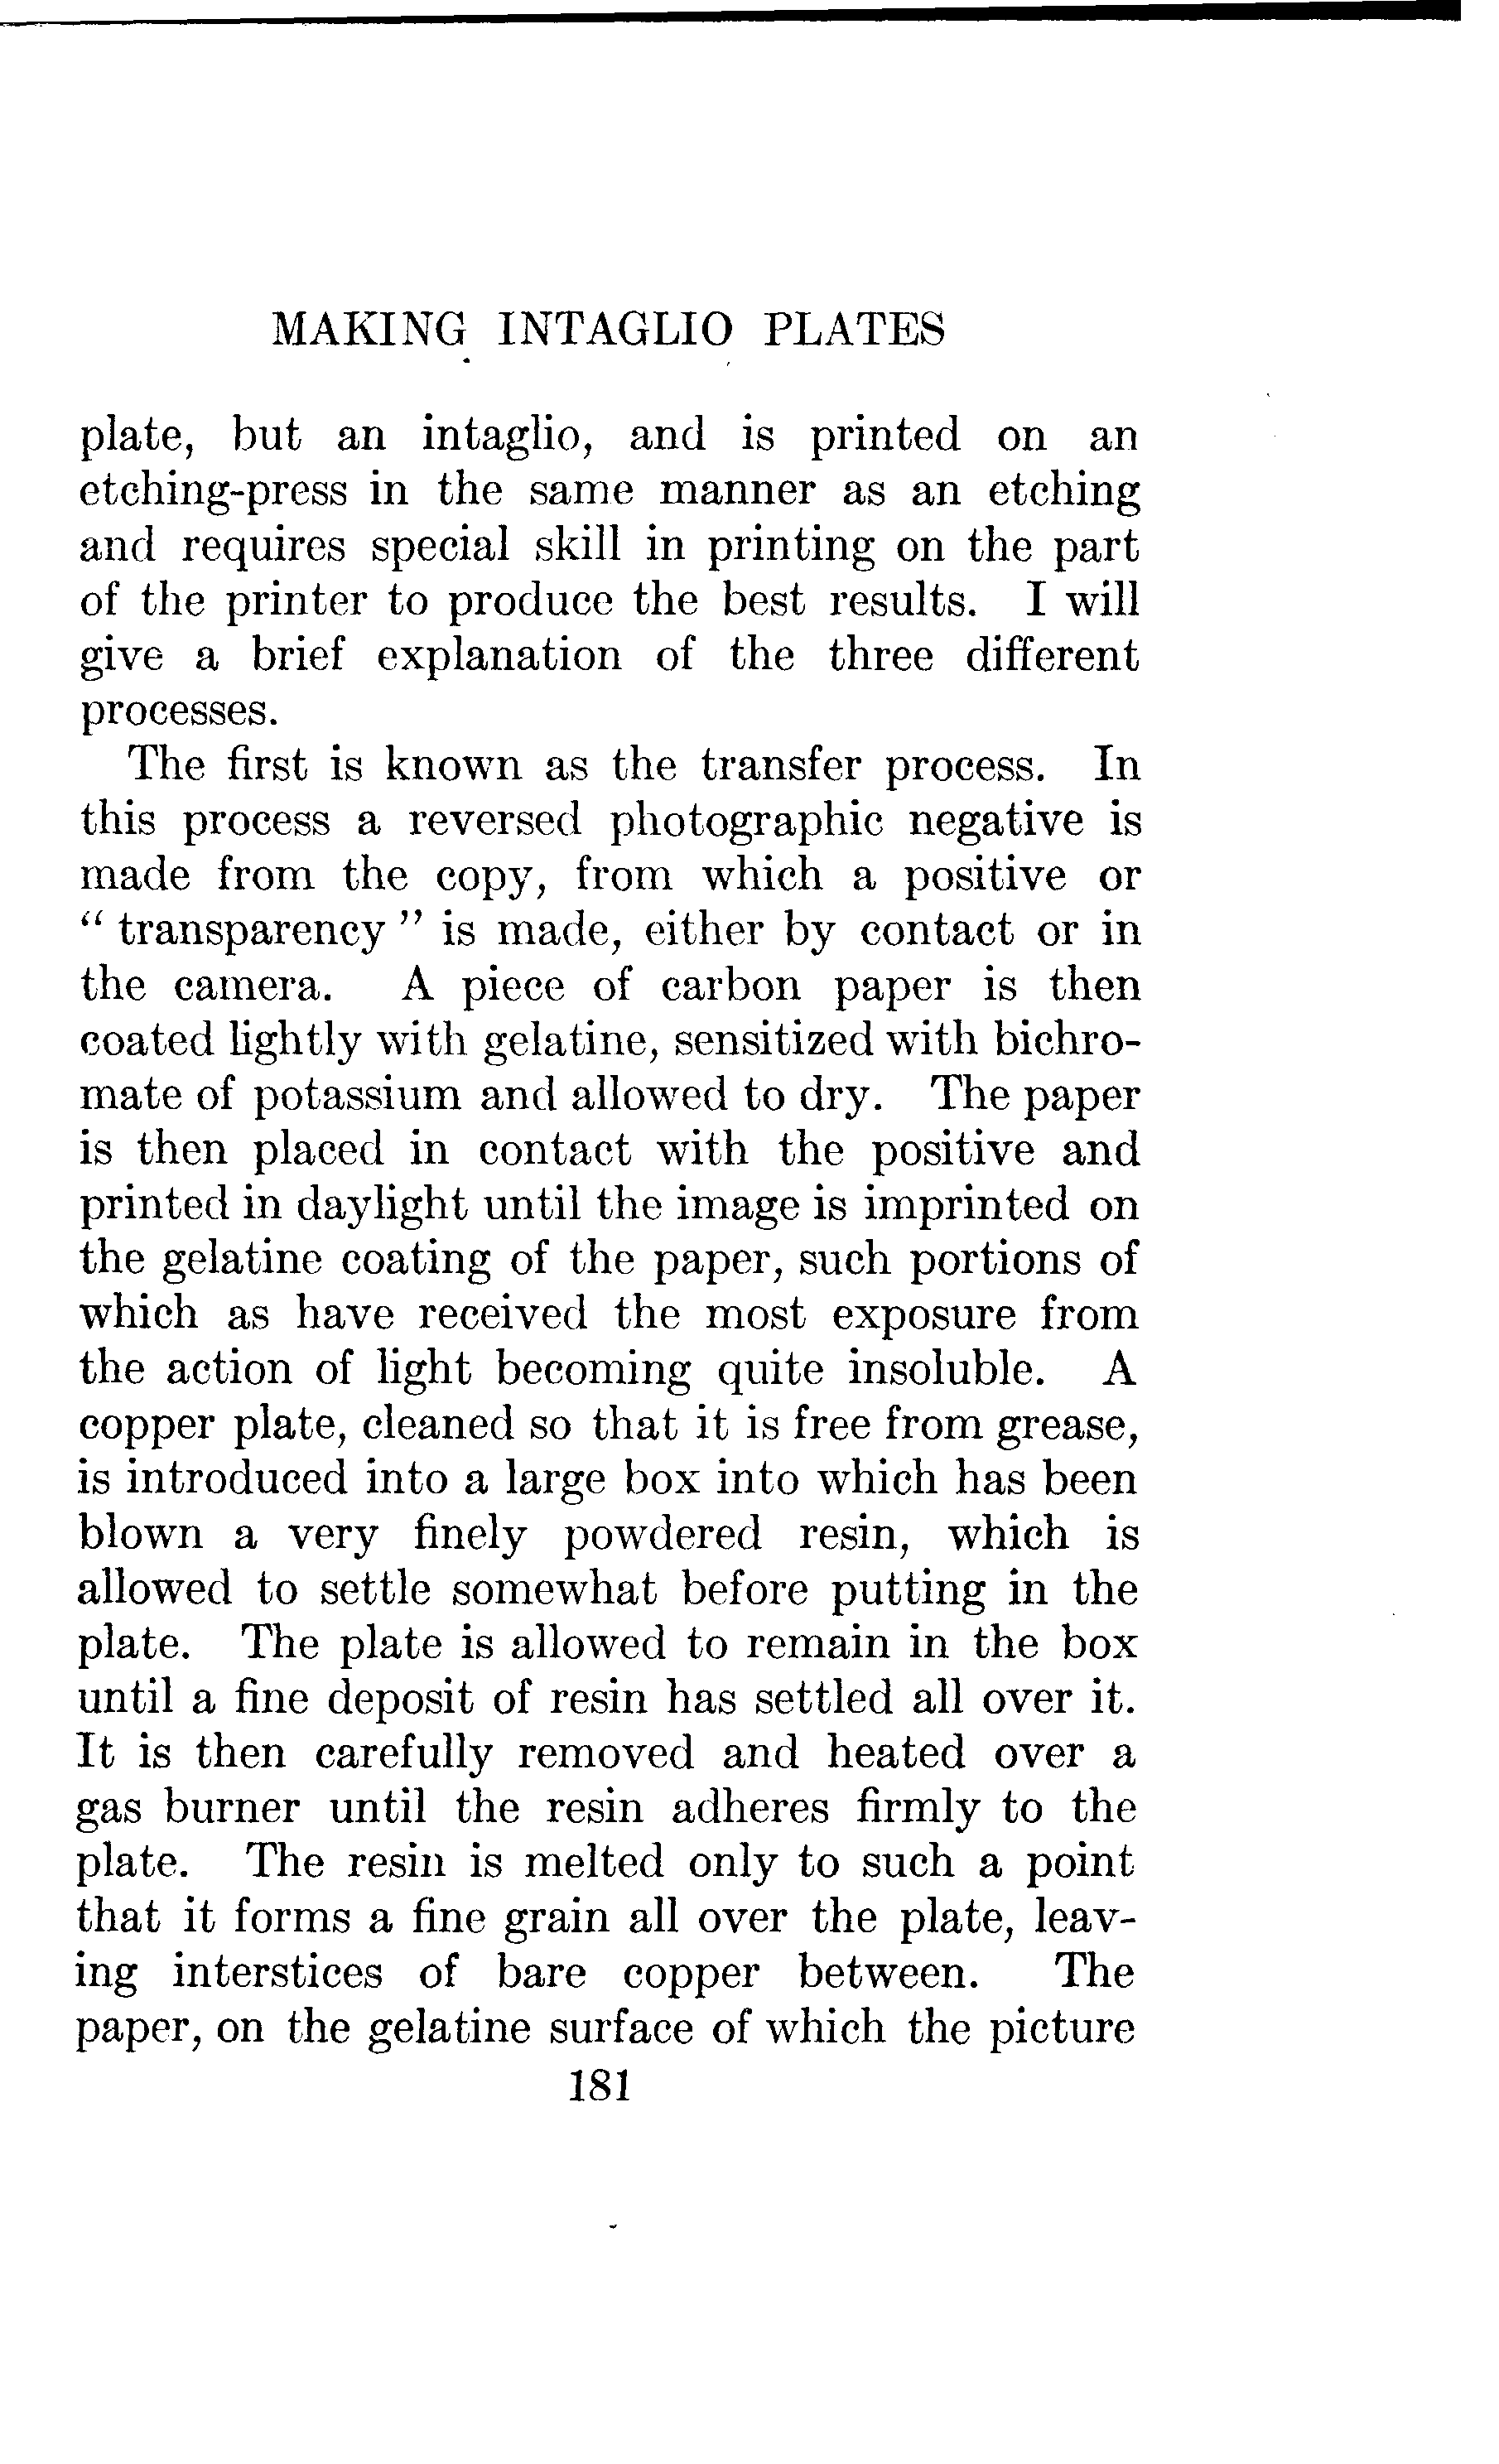 MAKING INTAGLIO PLATES
plate, but an intaglio, and is printed on an
etching-press in the same manner as an etching
and requires special skill in printing on the part
of the printer to produce the best results. I will
give a brief explanation of the three different
processes.
The first is known as the transfer process. In
this process a reversed photographic negative is
made from the copy, from which a positive or
“ transparency ” is made, either by contact or in
the camera. A piece of carbon paper is then
coated lightly with gelatine, sensitized with bichro-
mate of potassium and allowed to dry. The paper
is then placed in contact with the positive and
printed in daylight until the image is imprinted on
the gelatine coating of the paper, such portions of
which as have received the most exposure from
the action of light becoming quite insoluble. A
copper plate, cleaned so that it is free from grease,
is introduced into a large box into which has been
blown a very finely powdered resin, which is
allowed to settle somewhat before putting in the
plate. The plate is allowed to remain in the box
until a fine deposit of resin has settled all over it.
It is then carefully removed and heated over a
gas burner until the resin adheres firmly to the
plate. The resin is melted only to such a point
that it forms a fine grain all over the plate, leav-
ing interstices of bare copper between. The
paper, on the gelatine surface of which the picture
181